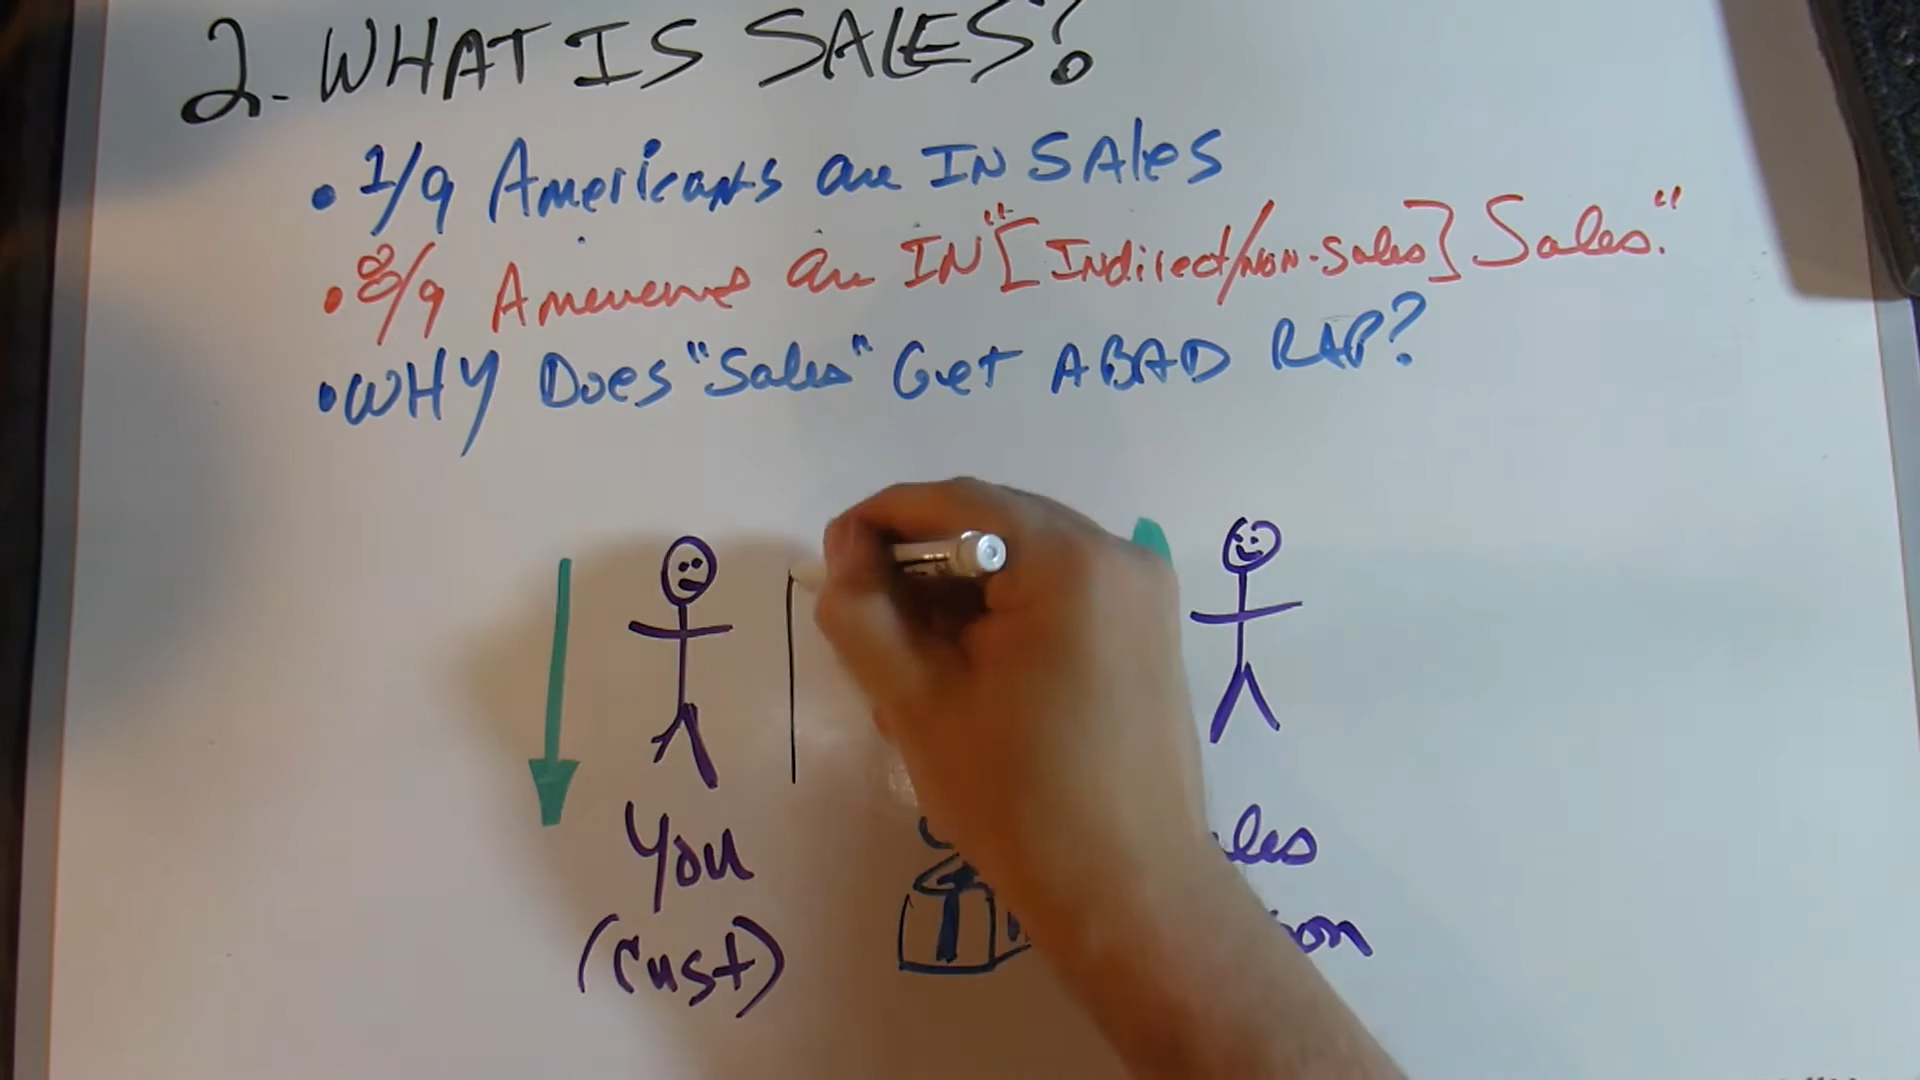 2. WHAT IS SALES?
• 1/9 Americans are IN SAles
• 8/9 Americans are IN "[Indirect/Non-Sales] Sales."
• WHY Does "Sales" Get A BAD RAP?
You
(Cust)